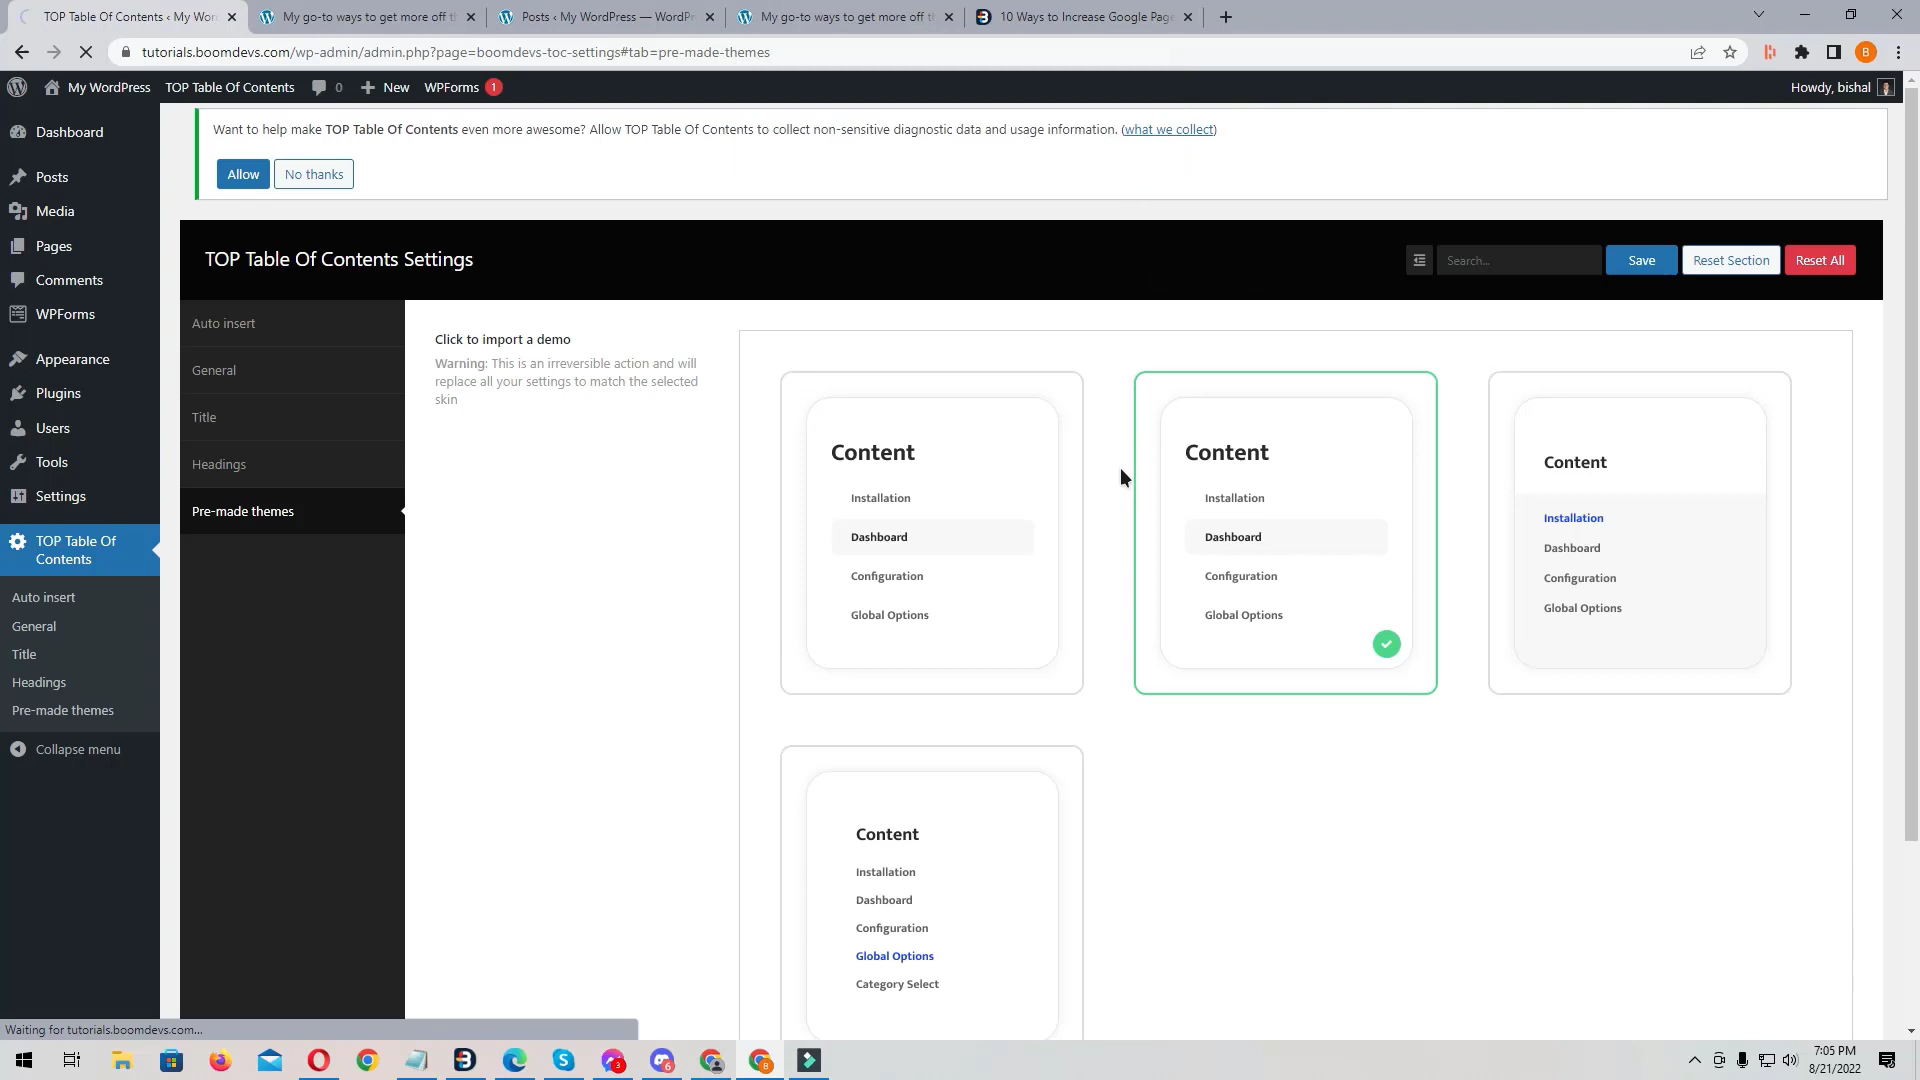 TOP Table Of Contents ‹ My Wor
My go-to ways to get more off th
Posts ‹ My WordPress — WordPr
My go-to ways to get more off th
10 Ways to Increase Google Page
tutorials.boomdevs.com/wp-admin/admin.php?page=boomdevs-toc-settings#tab=pre-made-themes
B
My WordPress
TOP Table Of Contents
0
New
WPForms
1
Howdy, bishal
Dashboard
Posts
Media
Pages
Comments
WPForms
Appearance
Plugins
Users
Tools
Settings
TOP Table Of
Contents
Auto insert
General
Title
Headings
Pre-made themes
Collapse menu
Want to help make TOP Table Of Contents even more awesome? Allow TOP Table Of Contents to collect non-sensitive diagnostic data and usage information. (what we collect)
Allow
No thanks
TOP Table Of Contents Settings
Search...
Save
Reset Section
Reset All
Auto insert
General
Title
Headings
Pre-made themes
Click to import a demo
Warning: This is an irreversible action and will
replace all your settings to match the selected
skin
Content
Installation
Dashboard
Configuration
Global Options
Content
Installation
Dashboard
Configuration
Global Options
Content
Installation
Dashboard
Configuration
Global Options
Content
Installation
Dashboard
Configuration
Global Options
Category Select
Waiting for tutorials.boomdevs.com...
3
6
B
7:05 PM
8/21/2022